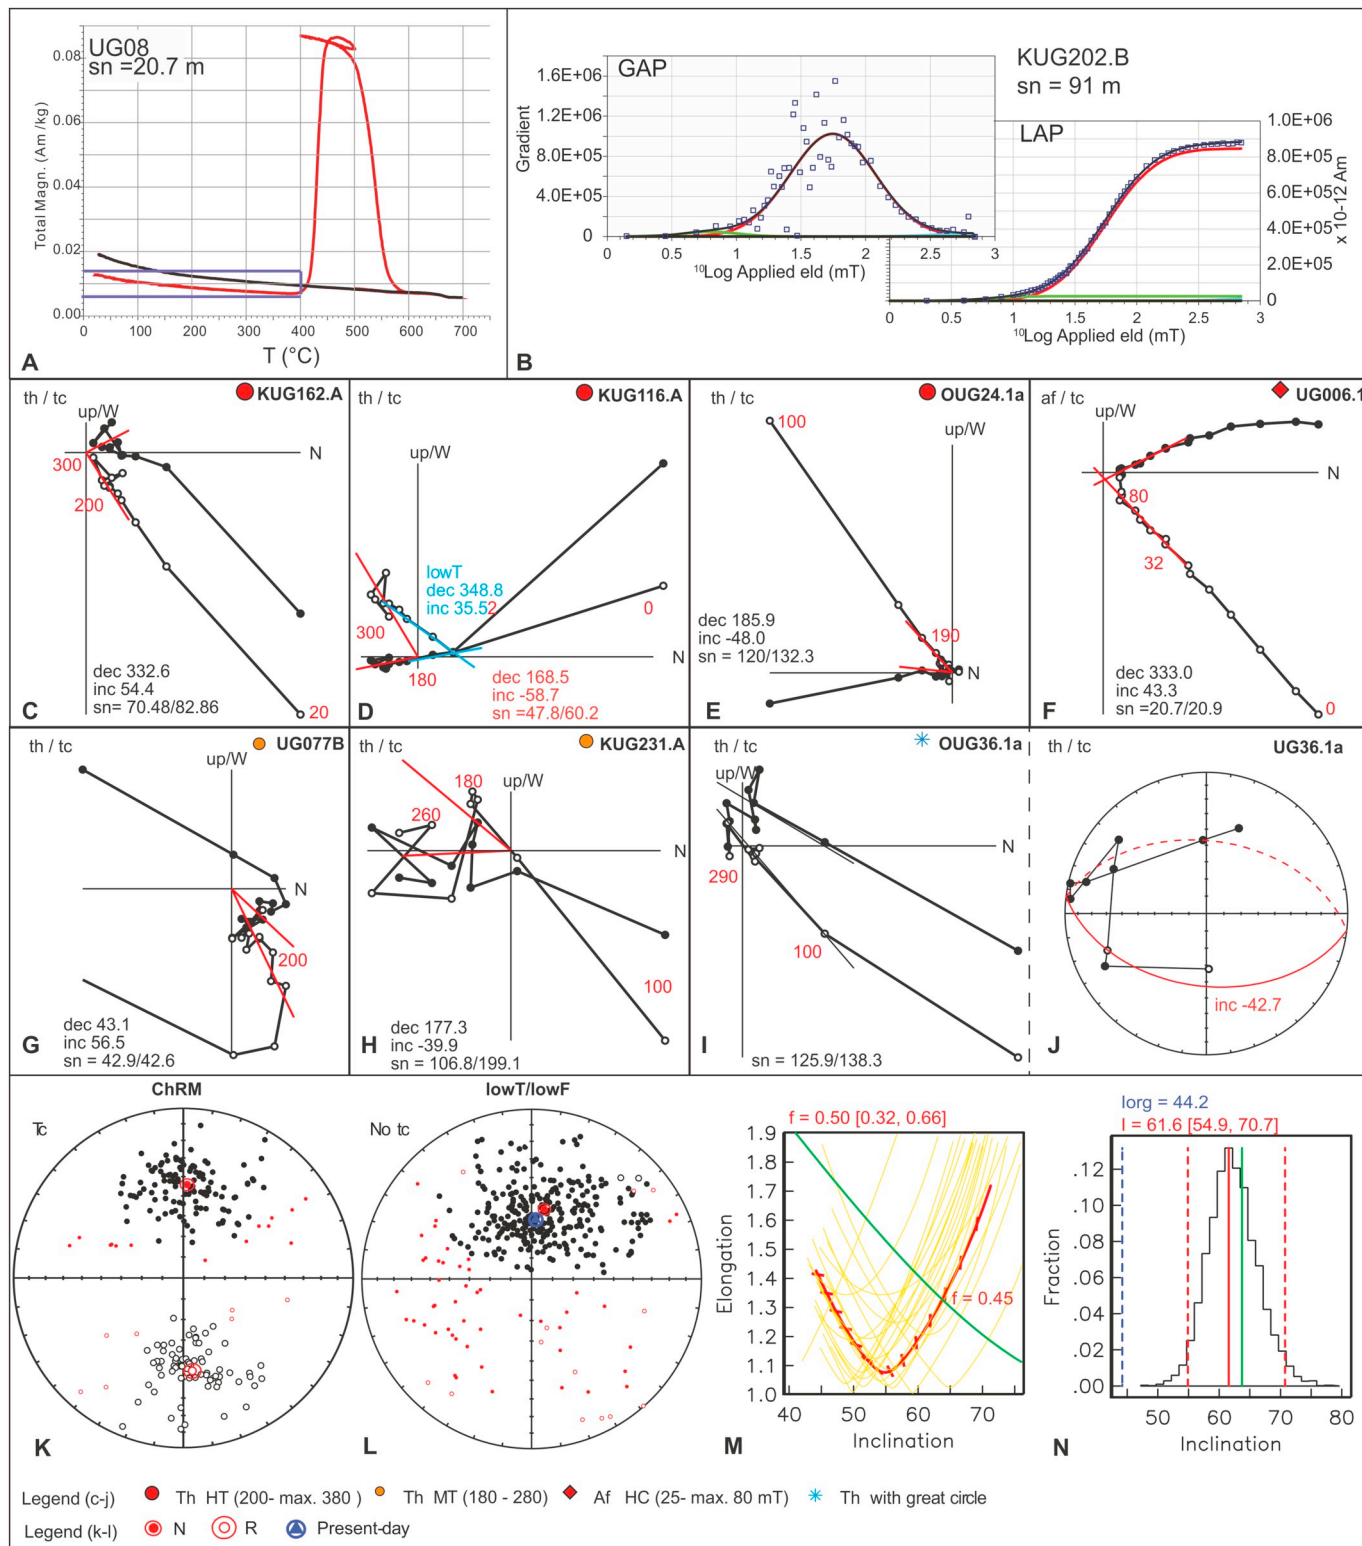 UG08
sn =20.7 m
Total Magn. (Am /kg)
0.08
0.06
0.04
0.02
0.00
0 100 200 300 400 500 600 700
T (°C)
A
KUG202.B
sn = 91 m
GAP
Gradient
1.6E+06
1.2E+06
8.0E+05
4.0E+05
0
0 0.5 1 1.5 2 2.5 3
10Log Applied eld (mT)
LAP
1.0E+06
8.0E+05
6.0E+05
4.0E+05
2.0E+05
0
x 10-12 Am
0 0.5 1 1.5 2 2.5 3
10Log Applied eld (mT)
B
th / tc
KUG162.A
up/W
N
300
200
20
dec 332.6
inc 54.4
sn= 70.48/82.86
C
th / tc
KUG116.A
up/W
lowT
dec 348.8
inc 35.5
2
0
300
N
180
dec 168.5
inc -58.7
sn =47.8/60.2
D
th / tc
OUG24.1a
100
up/W
190
N
dec 185.9
inc -48.0
sn = 120/132.3
E
af / tc
UG006.1
up/W
N
80
32
0
dec 333.0
inc 43.3
sn =20.7/20.9
F
th / tc
UG077B
up/W
N
200
dec 43.1
inc 56.5
sn = 42.9/42.6
G
th / tc
KUG231.A
up/W
180
260
N
100
dec 177.3
inc -39.9
sn = 106.8/199.1
H
th / tc
OUG36.1a
up/W
N
290
100
sn = 125.9/138.3
I
th / tc
UG36.1a
inc -42.7
J
ChRM
Tc
K
lowT/lowF
No tc
L
f = 0.50 [0.32, 0.66]
Elongation
1.9
1.8
1.7
1.6
1.5
1.4
1.3
1.2
1.1
1.0
f = 0.45
40 50 60 70
Inclination
M
Iorg = 44.2
I = 61.6 [54.9, 70.7]
Fraction
.12
.10
.08
.06
.04
.02
.00
50 60 70 80
Inclination
N
Legend (c-j) Th HT (200- max. 380 ) Th MT (180 - 280) Af HC (25- max. 80 mT) Th with great circle
Legend (k-l) N R Present-day